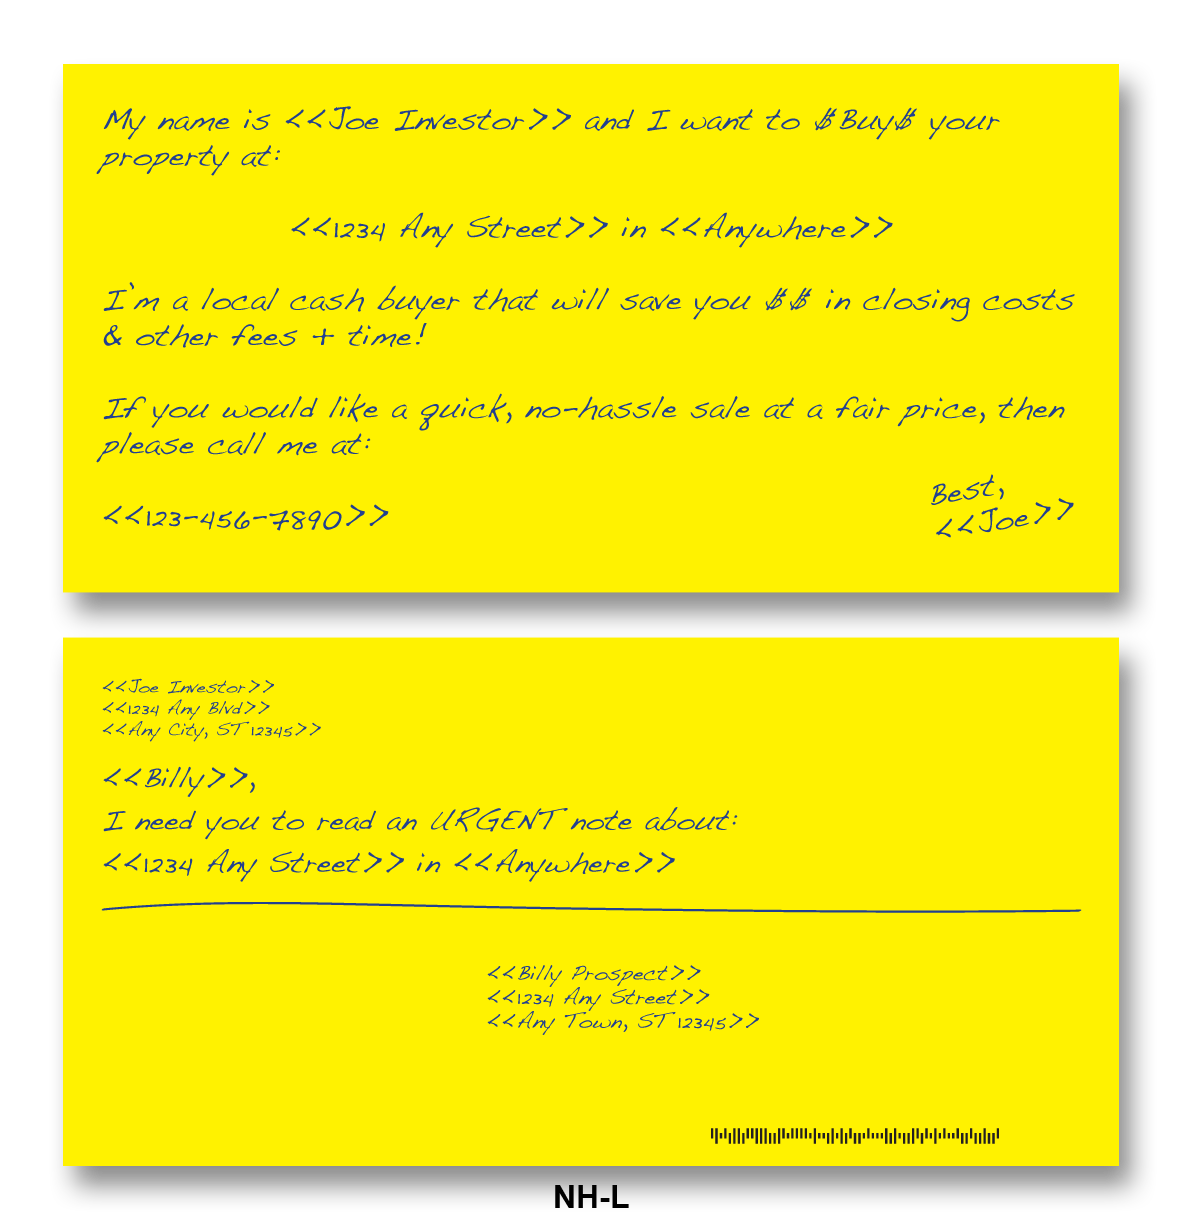 My name is <<Joe Investor>> and I want to $Buy$ your
property at:
<<1234 Any Street>> in <<Anywhere>>
I'm a local cash buyer that will save you $$ in closing costs
& other fees + time!
If you would like a quick, no-hassle sale at a fair price, then
please call me at:
<<123-456-7890>>
Best,
<<Joe>>
<<Joe Investor>>
<<1234 Any Blvd>>
<<Any City, ST 12345>>
<<Billy>>,
I need you to read an URGENT note about:
<<1234 Any Street>> in <<Anywhere>>
<<Billy Prospect>>
<<1234 Any Street>>
<<Any Town, ST 12345>>
NH-L